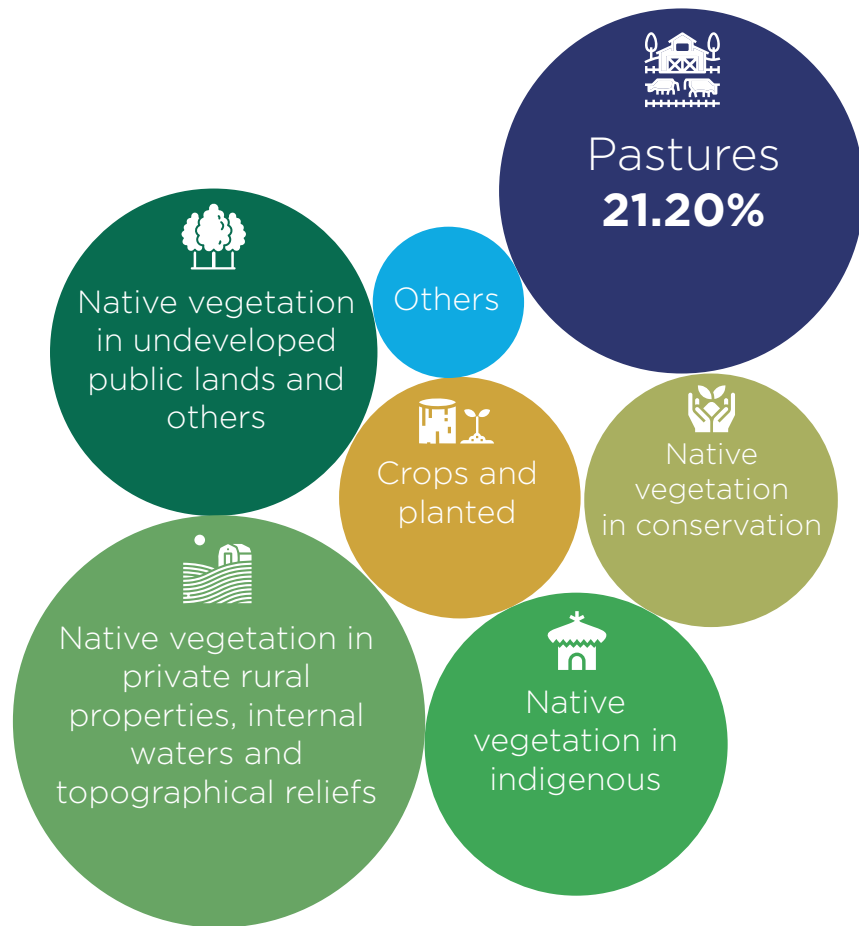 Pastures
21.20%
Native vegetation
in undeveloped
public lands and
others
Others
Crops and
planted
Native
vegetation
in conservation
Native vegetation in
private rural
properties, internal
waters and
topographical reliefs
Native
vegetation in
indigenous